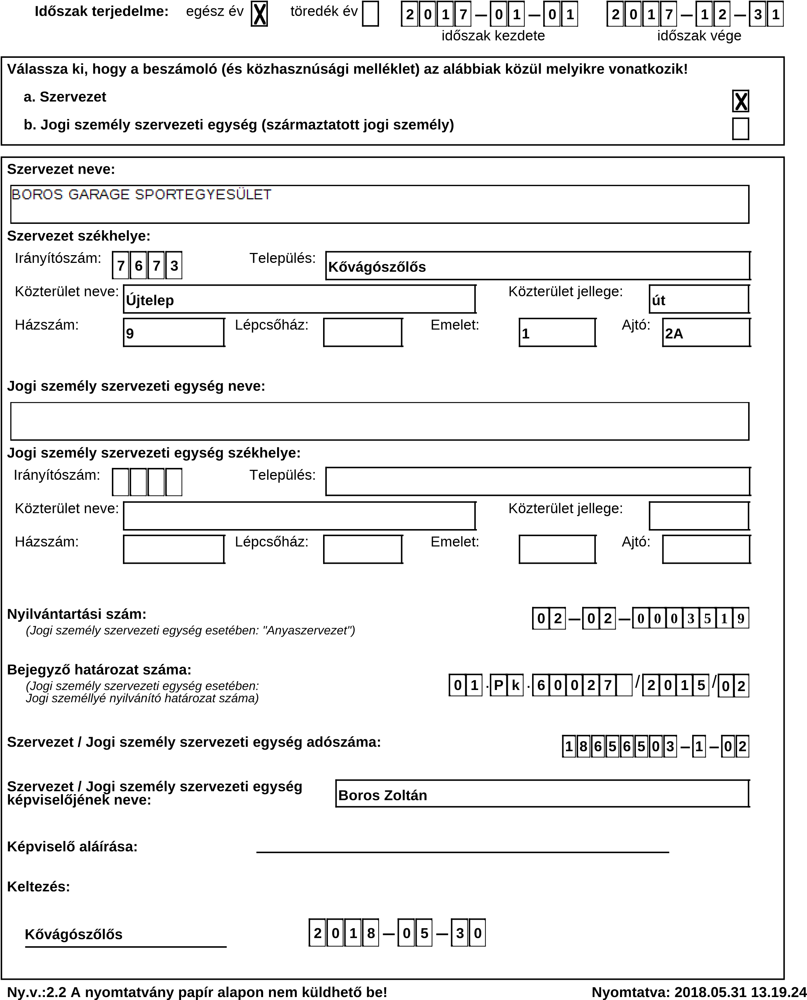 Időszak terjedelme: egész év X töredék év 2017-01-01 2017-12-31
időszak kezdete időszak vége
Válassza ki, hogy a beszámoló (és közhasznúsági melléklet) az alábbiak közül melyikre vonatkozik!
a. Szervezet X
b. Jogi személy szervezeti egység (származtatott jogi személy)
Szervezet neve:
BOROS GARAGE SPORTEGYESÜLET
Szervezet székhelye:
Irányítószám: 7673 Település: Kővágószőlős
Közterület neve: Újtelep Közterület jellege: út
Házszám: 9 Lépcsőház: Emelet: 1 Ajtó: 2A
Jogi személy szervezeti egység neve:
Jogi személy szervezeti egység székhelye:
Irányítószám: Település:
Közterület neve: Közterület jellege:
Házszám: Lépcsőház: Emelet: Ajtó:
Nyilvántartási szám: 02-02-0003519
(Jogi személy szervezeti egység esetében: "Anyaszervezet")
Bejegyző határozat száma: 01.Pk.60027/2015/02
(Jogi személy szervezeti egység esetében:
Jogi személlyé nyilvánító határozat száma)
Szervezet / Jogi személy szervezeti egység adószáma: 18656503-1-02
Szervezet / Jogi személy szervezeti egység
képviselőjének neve: Boros Zoltán
Képviselő aláírása:
Keltezés:
Kővágószőlős 2018-05-30
Ny.v.:2.2 A nyomtatvány papír alapon nem küldhető be! Nyomtatva: 2018.05.31 13.19.24